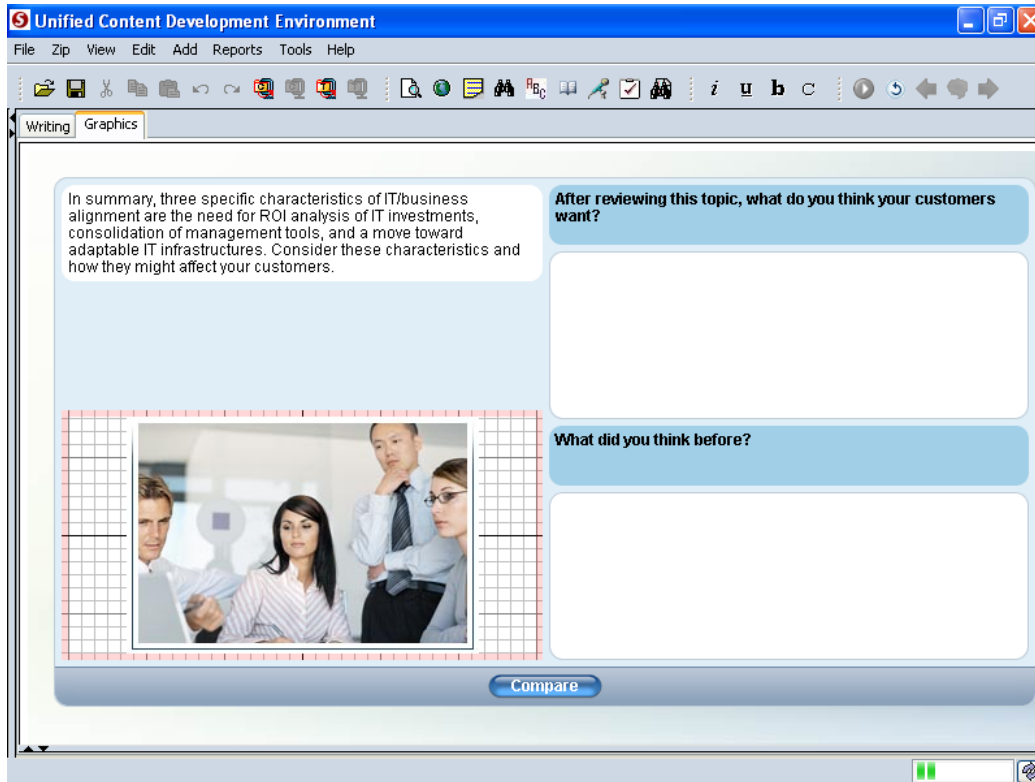 Unified Content Development Environment
File Zip View Edit Add Reports Tools Help
i u b C
Writing Graphics
In summary, three specific characteristics of IT/business
alignment are the need for ROI analysis of IT investments,
consolidation of management tools, and a move toward
adaptable IT infrastructures. Consider these characteristics and
how they might affect your customers.
After reviewing this topic, what do you think your customers
want?
What did you think before?
Compare